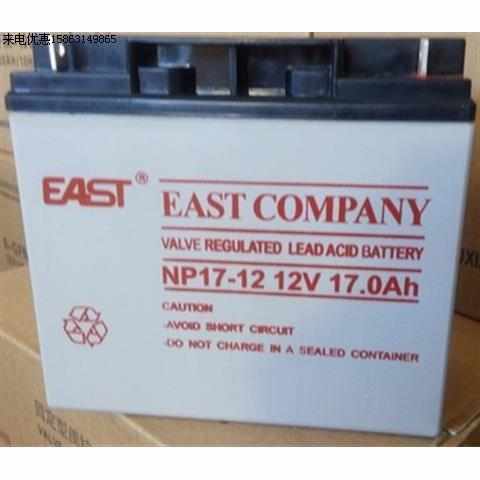 来电优惠15863149865
EAST®
EAST COMPANY
VALVE REGULATED LEAD ACID BATTERY
NP17-12 12V 17.0Ah
CAUTION
-AVOID SHORT CIRCUIT
-DO NOT CHARGE IN A SEALED CONTAINER